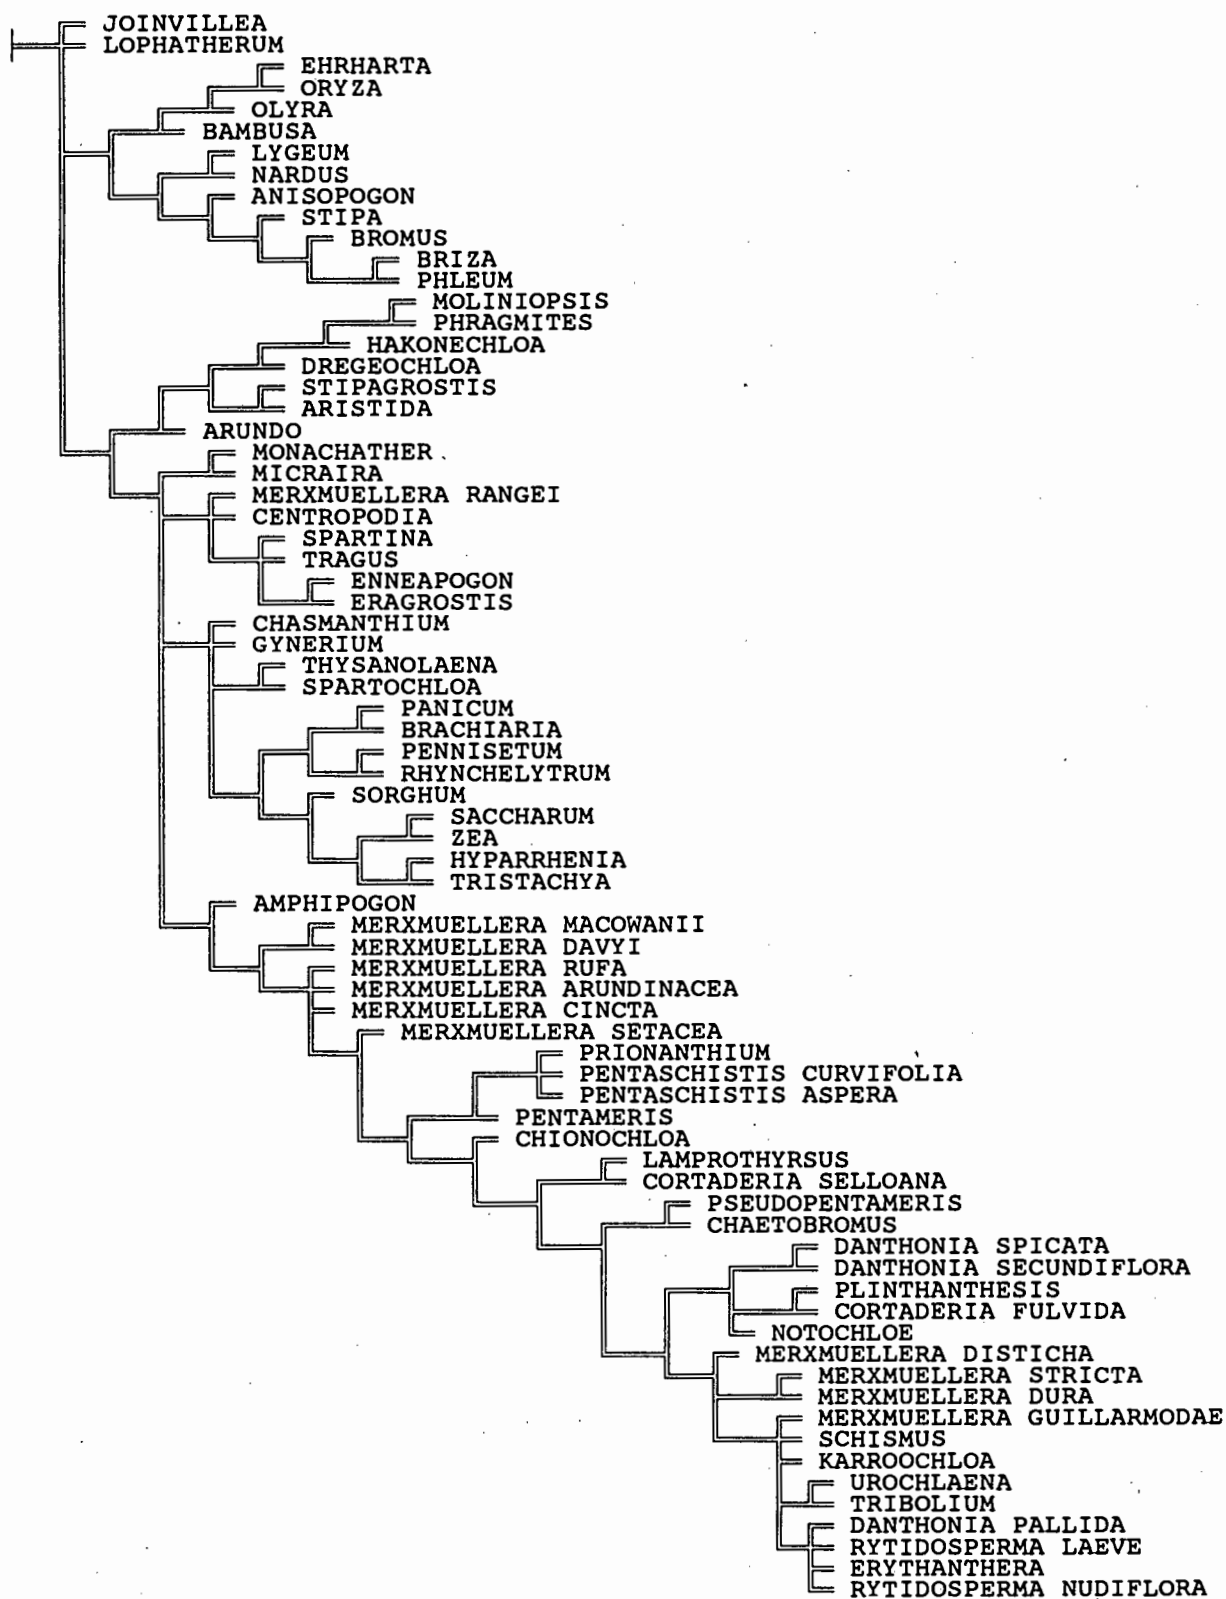 JOINVILLEA
LOPHATHERUM
EHRHARTA
ORYZA
OLYRA
BAMBUSA
LYGEUM
NARDUS
ANISOPOGON
STIPA
BROMUS
BRIZA
PHLEUM
MOLINIOPSIS
PHRAGMITES
HAKONECHLOA
DREGEOCHLOA
STIPAGROSTIS
ARISTIDA
ARUNDO
MONACHATHER
MICRAIRA
MERXMUELLERA RANGEI
CENTROPODIA
SPARTINA
TRAGUS
ENNEAPOGON
ERAGROSTIS
CHASMANTHIUM
GYNERIUM
THYSANOLAENA
SPARTOCHLOA
PANICUM
BRACHIARIA
PENNISETUM
RHYNCHELYTRUM
SORGHUM
SACCHARUM
ZEA
HYPARRHENIA
TRISTACHYA
AMPHIPOGON
MERXMUELLERA MACOWANII
MERXMUELLERA DAVYI
MERXMUELLERA RUFA
MERXMUELLERA ARUNDINACEA
MERXMUELLERA CINCTA
MERXMUELLERA SETACEA
PRIONANTHIUM
PENTASCHISTIS CURVIFOLIA
PENTASCHISTIS ASPERA
PENTAMERIS
CHIONOCHLOA
LAMPROTHYRSUS
CORTADERIA SELLOANA
PSEUDOPENTAMERIS
CHAETOBROMUS
DANTHONIA SPICATA
DANTHONIA SECUNDIFLORA
PLINTHANTHESIS
CORTADERIA FULVIDA
NOTOCHLOE
MERXMUELLERA DISTICHA
MERXMUELLERA STRICTA
MERXMUELLERA DURA
MERXMUELLERA GUILLARMODAE
SCHISMUS
KARROOCHLOA
UROCHLAENA
TRIBOLIUM
DANTHONIA PALLIDA
RYTIDOSPERMA LAEVE
ERYTHANTHERA
RYTIDOSPERMA NUDIFLORA